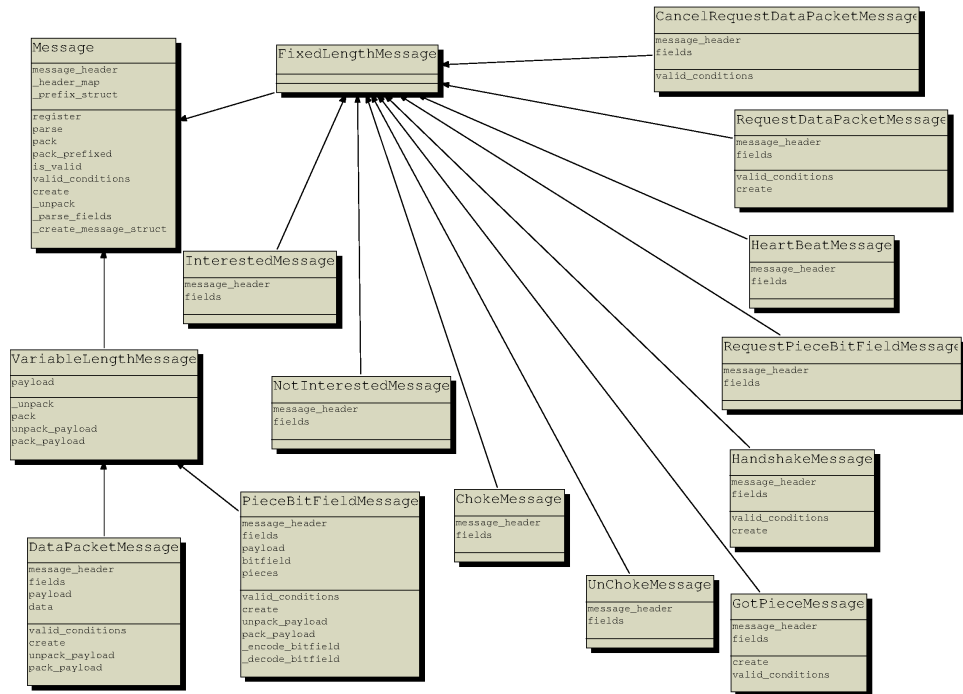 Message
message_header
_header_map
_prefix_struct
register
parse
pack
pack_prefixed
is_valid
valid_conditions
create
_unpack
_parse_fields
_create_message_struct
FixedLengthMessage
CancelRequestDataPacketMessage
message_header
fields
valid_conditions
RequestDataPacketMessage
message_header
fields
valid_conditions
create
HeartBeatMessage
message_header
fields
InterestedMessage
message_header
fields
RequestPieceBitFieldMessage
message_header
fields
VariableLengthMessage
payload
_unpack
pack
unpack_payload
pack_payload
NotInterestedMessage
message_header
fields
HandshakeMessage
message_header
fields
valid_conditions
create
PieceBitFieldMessage
message_header
fields
payload
bitfield
pieces
valid_conditions
create
unpack_payload
pack_payload
_encode_bitfield
_decode_bitfield
ChokeMessage
message_header
fields
DataPacketMessage
message_header
fields
payload
data
valid_conditions
create
unpack_payload
pack_payload
UnChokeMessage
message_header
fields
GotPieceMessage
message_header
fields
create
valid_conditions